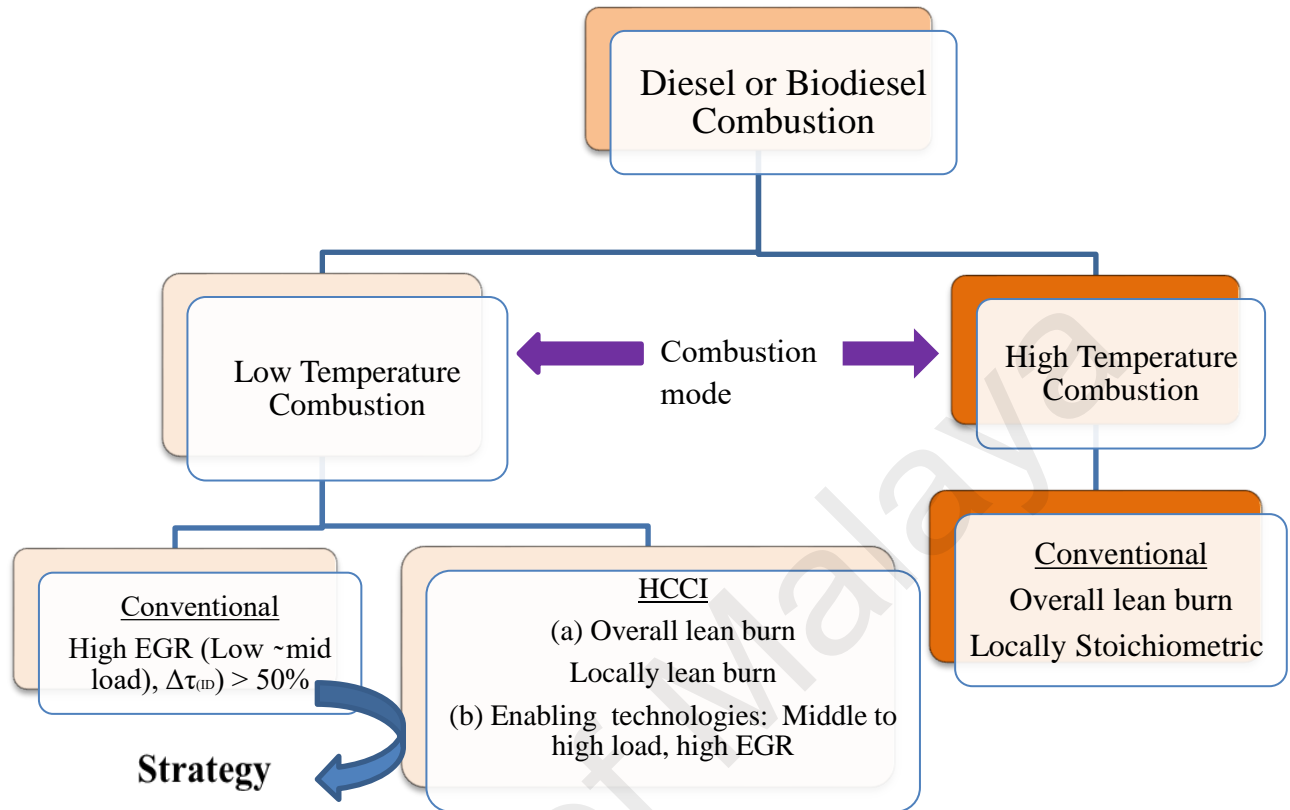 Diesel or Biodiesel
Combustion
Low Temperature
Combustion
Combustion
mode
High Temperature
Combustion
Conventional
High EGR (Low ~mid
load), Δτ(ID) > 50%
HCCI
(a) Overall lean burn
Locally lean burn
(b) Enabling technologies: Middle to
high load, high EGR
Conventional
Overall lean burn
Locally Stoichiometric
Strategy
of Malaya